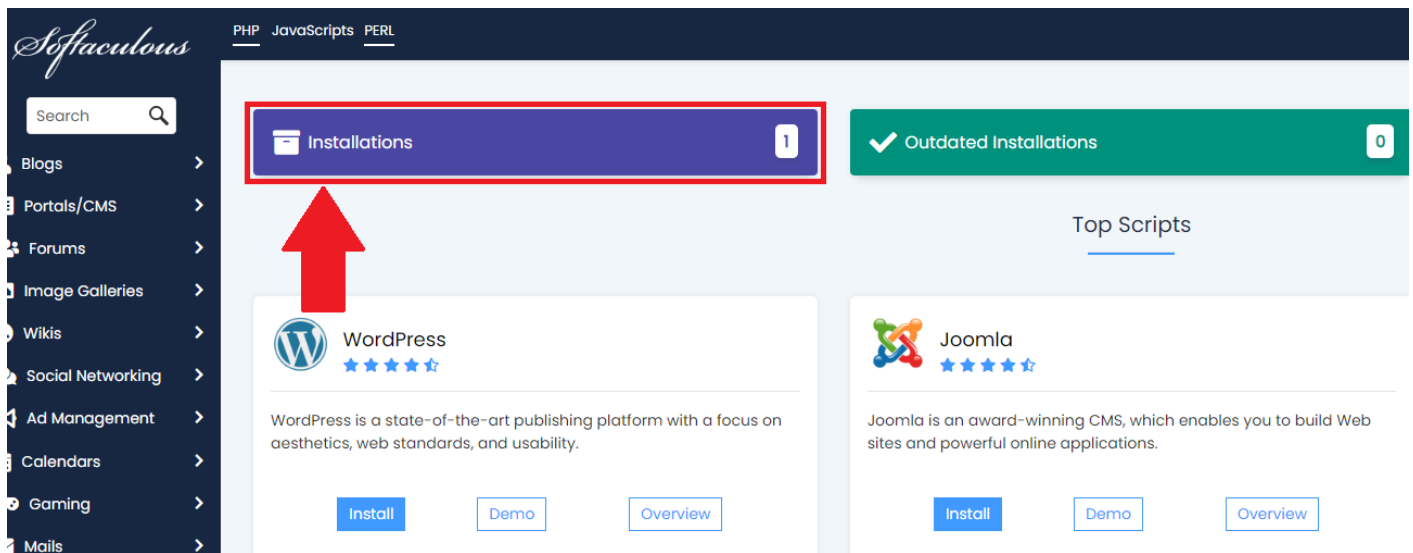 Softaculous
PHP JavaScripts PERL
Search
Blogs
Portals/CMS
Forums
Image Galleries
Wikis
Social Networking
Ad Management
Calendars
Gaming
Mails
Installations 1
Outdated Installations 0
Top Scripts
WordPress
WordPress is a state-of-the-art publishing platform with a focus on
aesthetics, web standards, and usability.
Install Demo Overview
Joomla
Joomla is an award-winning CMS, which enables you to build Web
sites and powerful online applications.
Install Demo Overview